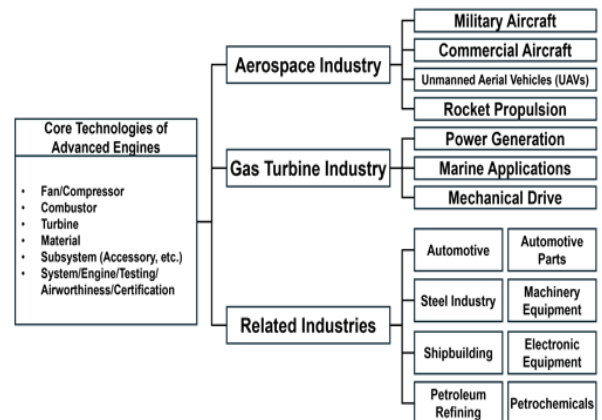 Core Technologies of
Advanced Engines
• Fan/Compressor
• Combustor
• Turbine
• Material
• Subsystem (Accessory, etc.)
• System/Engine/Testing/
Airworthiness/Certification
Aerospace Industry
Military Aircraft
Commercial Aircraft
Unmanned Aerial Vehicles (UAVs)
Rocket Propulsion
Gas Turbine Industry
Power Generation
Marine Applications
Mechanical Drive
Related Industries
Automotive
Automotive
Parts
Steel Industry
Machinery
Equipment
Shipbuilding
Electronic
Equipment
Petroleum
Refining
Petrochemicals